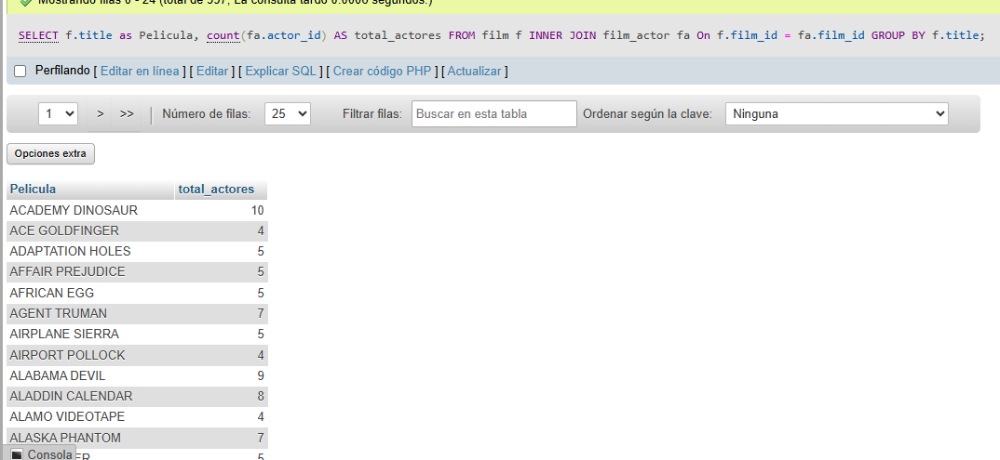 Mostrando filas 0 - 24 (total de 997, La consulta tardó 0.0006 segundos.)
SELECT f.title as Pelicula, count(fa.actor_id) AS total_actores FROM film f INNER JOIN film_actor fa On f.film_id = fa.film_id GROUP BY f.title;
Perfilando [ Editar en línea ] [ Editar ] [ Explicar SQL ] [ Crear código PHP ] [ Actualizar ]
1 > >> | Número de filas: 25 Filtrar filas: Buscar en esta tabla Ordenar según la clave: Ninguna
Opciones extra
Pelicula total_actores
ACADEMY DINOSAUR 10
ACE GOLDFINGER 4
ADAPTATION HOLES 5
AFFAIR PREJUDICE 5
AFRICAN EGG 5
AGENT TRUMAN 7
AIRPLANE SIERRA 5
AIRPORT POLLOCK 4
ALABAMA DEVIL 9
ALADDIN CALENDAR 8
ALAMO VIDEOTAPE 4
ALASKA PHANTOM 7
Consola 5